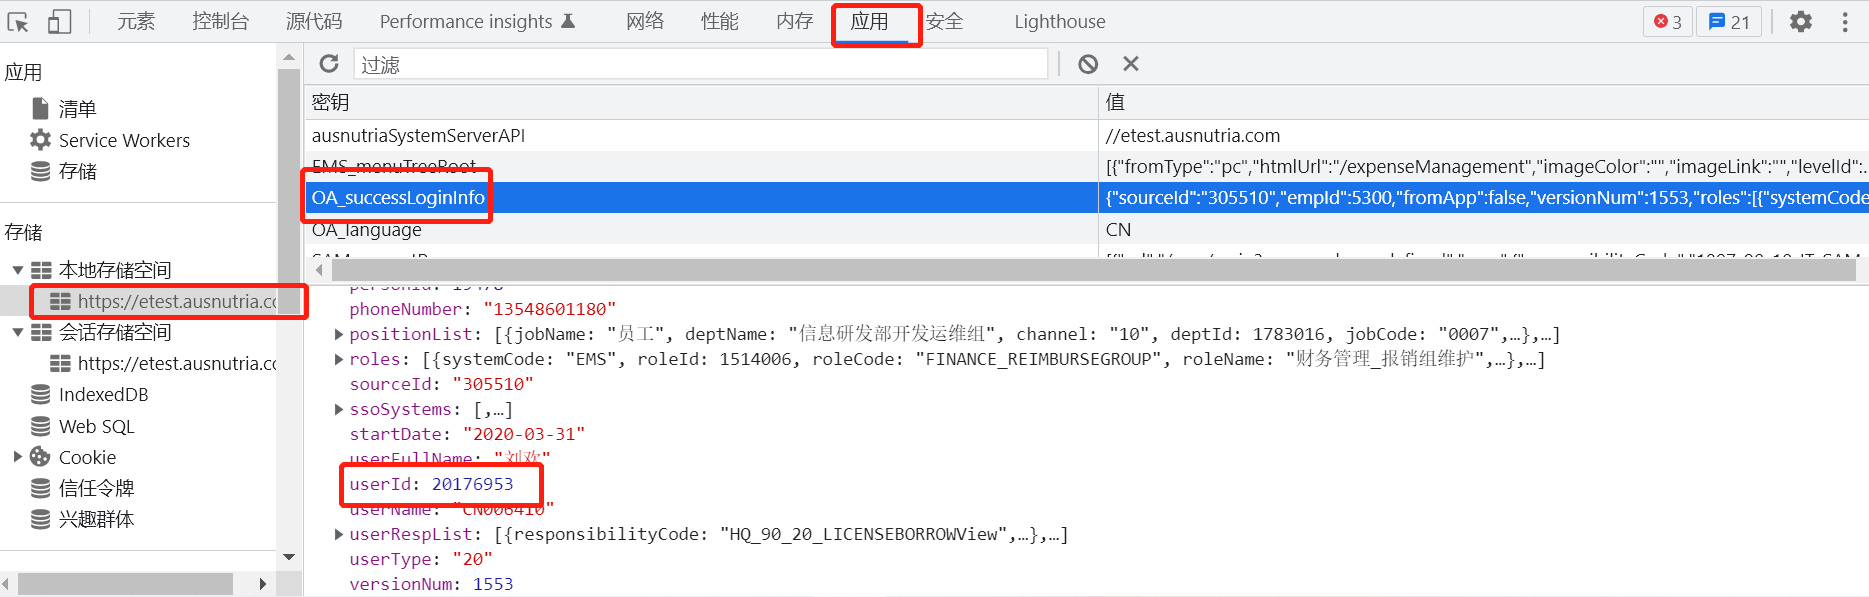 元素 控制台 源代码 Performance insights 网络 性能 内存 应用 安全 Lighthouse 3 21
应用
清单
Service Workers
存储
存储
本地存储空间
https://etest.ausnutria.co
会话存储空间
https://etest.ausnutria.co
IndexedDB
Web SQL
Cookie
信任令牌
兴趣群体
过滤
密钥 值
ausnutriaSystemServerAPI //etest.ausnutria.com
EMS_menuTreeRoot [{"fromType":"pc","htmlUrl":"/expenseManagement","imageColor":"","imageLink":"","levelId":...
OA_successLoginInfo {"sourceId":"305510","empId":5300,"fromApp":false,"versionNum":1553,"roles":[{"systemCode
OA_language CN
personId: 19478
phoneNumber: "13548601180"
positionList: [{jobName: "员工", deptName: "信息研发部开发运维组", channel: "10", deptId: 1783016, jobCode: "0007",…},…]
roles: [{systemCode: "EMS", roleId: 1514006, roleCode: "FINANCE_REIMBURSEGROUP", roleName: "财务管理_报销组维护",…},…]
sourceId: "305510"
ssoSystems: [,…]
startDate: "2020-03-31"
userFullName: "刘欢"
userId: 20176953
userName: "CN006410"
userRespList: [{responsibilityCode: "HQ_90_20_LICENSEBORROWView",…},…]
userType: "20"
versionNum: 1553